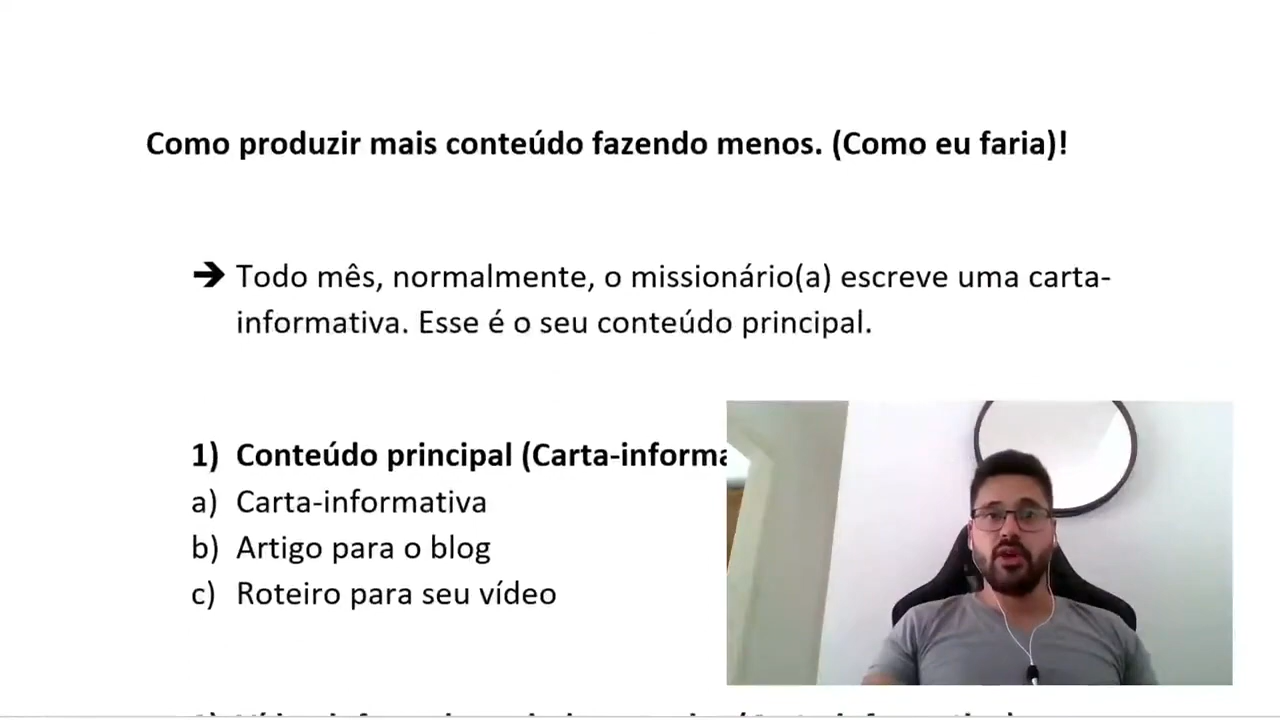 Como produzir mais conteúdo fazendo menos. (Como eu faria)!
➔ Todo mês, normalmente, o missionário(a) escreve uma carta-
informativa. Esse é o seu conteúdo principal.
1) Conteúdo principal (Carta-informa
a) Carta-informativa
b) Artigo para o blog
c) Roteiro para seu vídeo